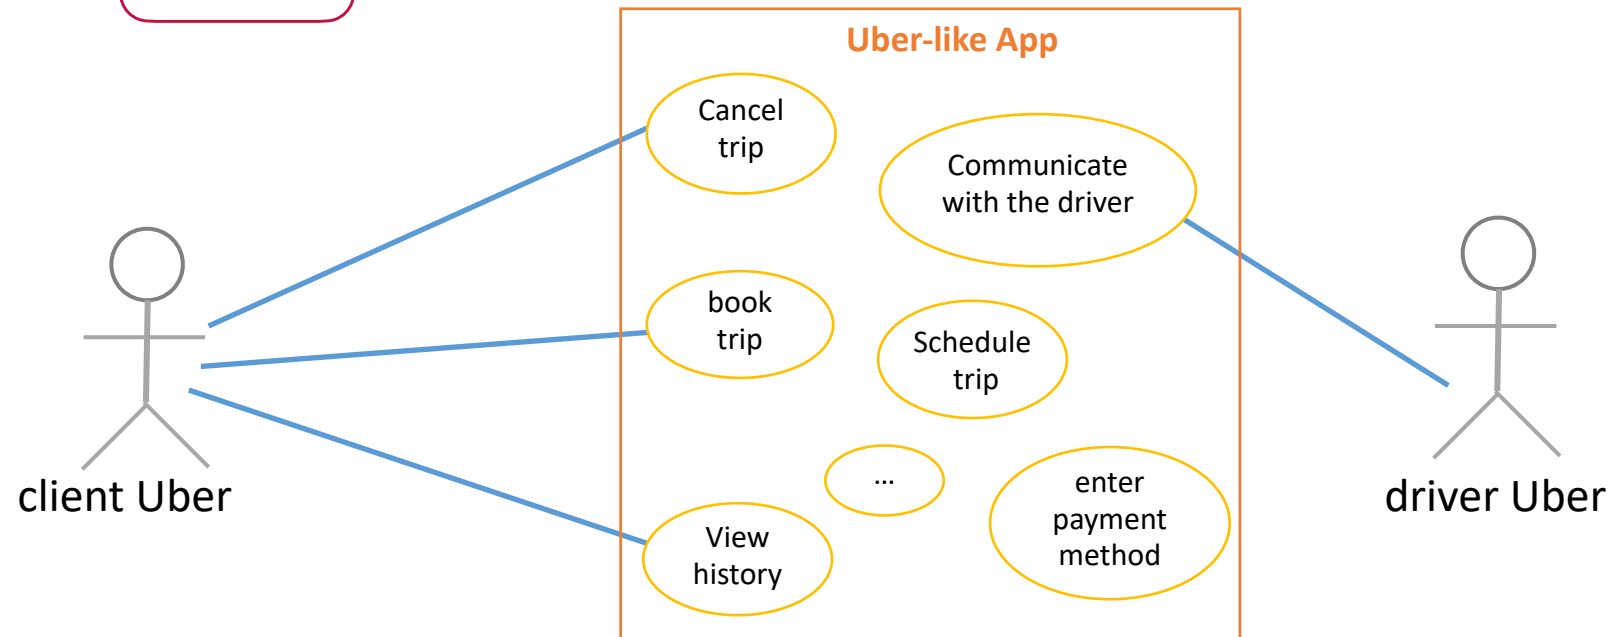 Uber-like App
Cancel
trip
Communicate
with the driver
book
trip
Schedule
trip
...
enter
payment
method
View
history
client Uber
driver Uber